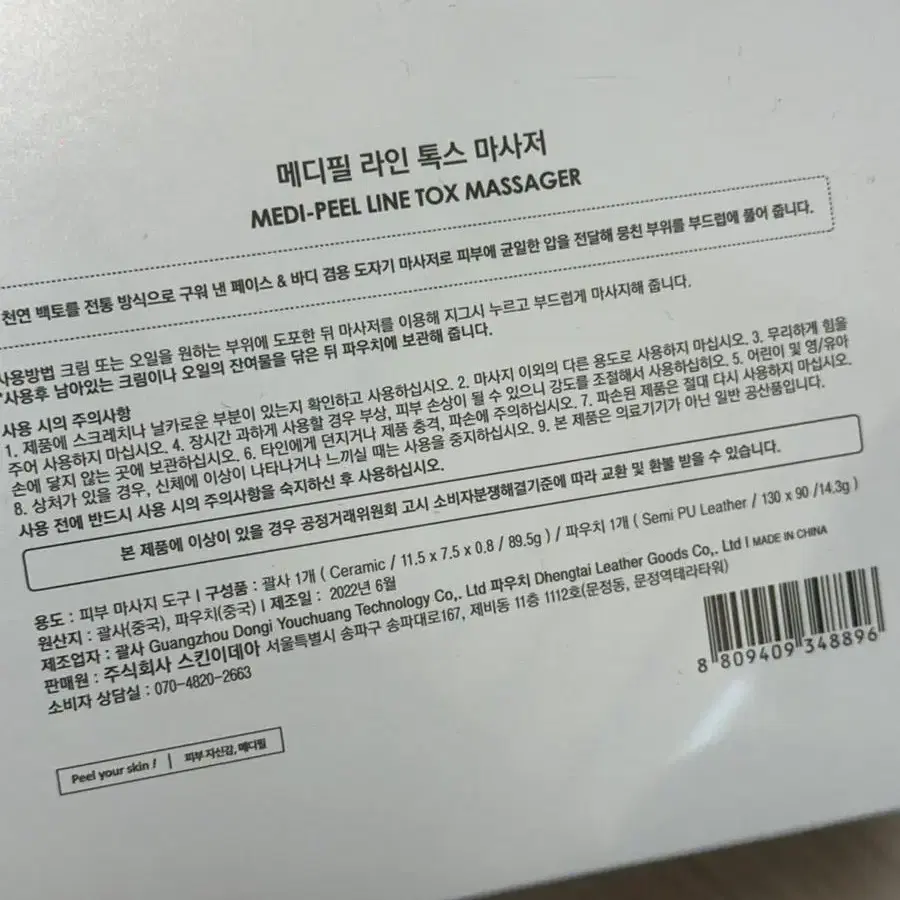 메디필 라인 톡스 마사저
MEDI-PEEL LINE TOX MASSAGER
천연 백토를 전통 방식으로 구워 낸 페이스 & 바디 겸용 도자기 마사저로 피부에 균일한 압을 전달해 뭉친 부위를 부드럽에 풀어 줍니다.
사용방법 크림 또는 오일을 원하는 부위에 도포한 뒤 마사저를 이용해 지그시 누르고 부드럽게 마사지해 줍니다.
*사용후 남아있는 크림이나 오일의 잔여물을 닦은 뒤 파우치에 보관해 줍니다.
사용 시의 주의사항
1. 제품에 스크레치나 날카로운 부분이 있는지 확인하고 사용하십시오. 2. 마사지 이외의 다른 용도로 사용하지 마십시오. 3. 무리하게 힘을
주어 사용하지 마십시오. 4. 장시간 과하게 사용할 경우 부상, 피부 손상이 될 수 있으니 강도를 조절해서 사용하십시오. 5. 어린이 및 영/유아
손에 닿지 않는 곳에 보관하십시오. 6. 타인에게 던지거나 제품 충격, 파손에 주의하십시오. 7. 파손된 제품은 절대 다시 사용하지 마십시오.
8. 상처가 있을 경우, 신체에 이상이 나타나거나 느끼실 때는 사용을 중지하십시오. 9. 본 제품은 의료기기가 아닌 일반 공산품입니다.
사용 전에 반드시 사용 시의 주의사항을 숙지하신 후 사용하십시오.
본 제품에 이상이 있을 경우 공정거래위원회 고시 소비자분쟁해결기준에 따라 교환 및 환불 받을 수 있습니다.
용도 : 피부 마사지 도구 I 구성품 : 괄사 1개 ( Ceramic / 11.5 x 7.5 x 0.8 / 89.5g ) / 파우치 1개 ( Semi PU Leather / 130 x 90 /14.3g )
원산지 : 괄사(중국), 파우치(중국) I 제조일 : 2022년 6월
제조업자 : 괄사 Guangzhou Dongi Youchuang Technology Co,. Ltd 파우치 Dhengtai Leather Goods Co,. Ltd I MADE IN CHINA
판매원 : 주식회사 스킨이데아 서울특별시 송파구 송파대로167, 제비동 11층 1112호(문정동, 문정역테라타워)
소비자 상담실 : 070-4820-2663
8 809409 348896
Peel your skin ! | 피부 자신감, 메디필